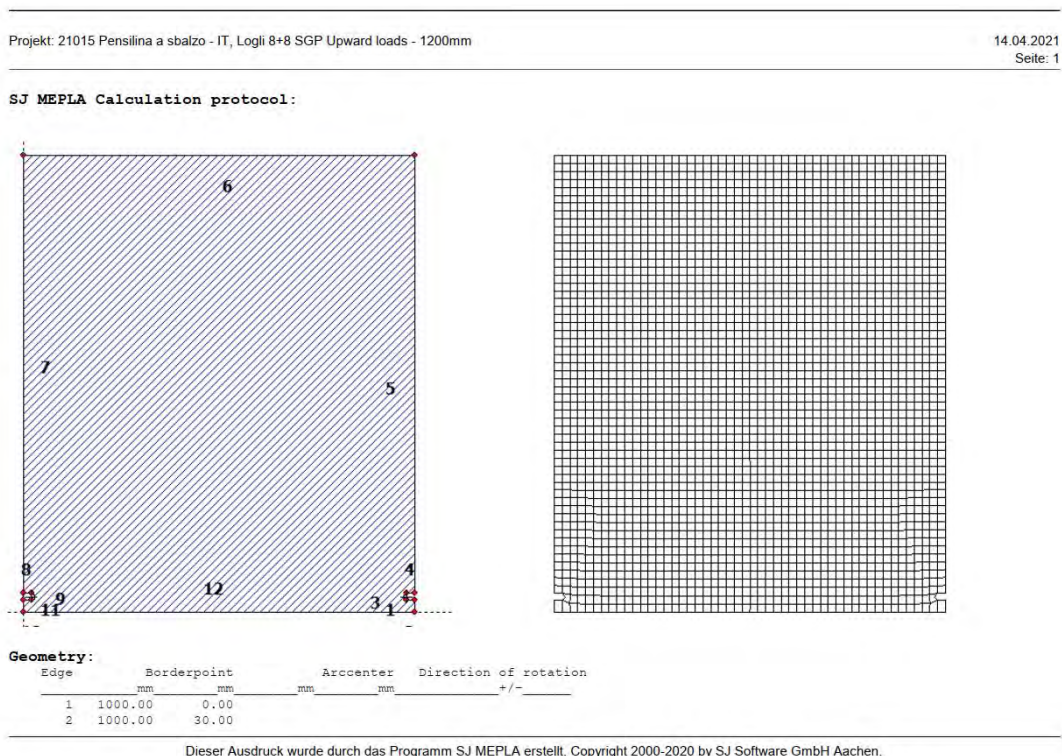 Projekt: 21015 Pensilina a sbalzo - IT, Logli 8+8 SGP Upward loads - 1200mm
14.04.2021
Seite: 1
SJ MEPLA Calculation protocol:
6
7
5
8
4
12
9
3
11
1
Geometry:
Edge Borderpoint Arccenter Direction of rotation
mm mm mm mm +/-
1 1000.00 0.00
2 1000.00 30.00
Dieser Ausdruck wurde durch das Programm SJ MEPLA erstellt. Copyright 2000-2020 by SJ Software GmbH Aachen.